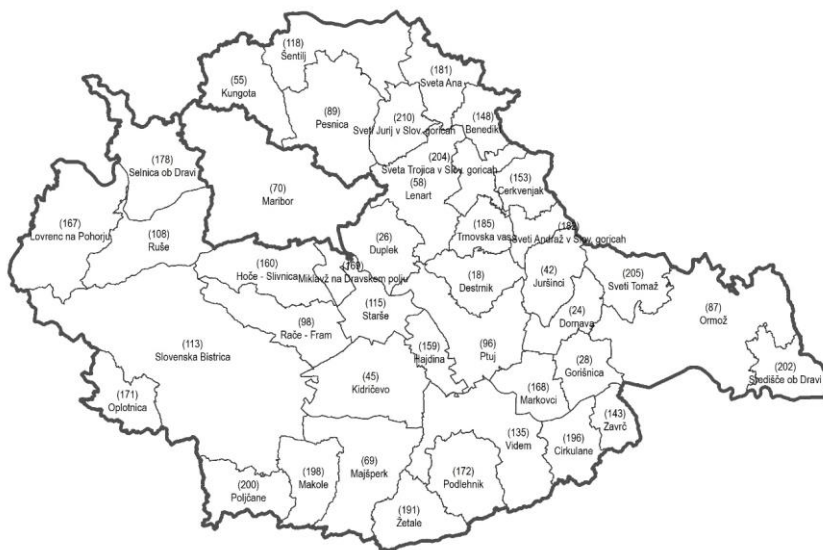 (118)
Šentilj
(55)
Kungota
(181)
Sveta Ana
(89)
Pesnica
(210)
Sveti Jurij v Slov. goricah
(148)
Benedikt
(178)
Selnica ob Dravi
(204)
Sveta Trojica v Slov. goricah
(153)
Cerkvenjak
(70)
Maribor
(58)
Lenart
(167)
Lovrenc na Pohorju
(108)
Ruše
(26)
Duplek
(185)
Trnovska vas
(182)
Sveti Andraž v Slov. goricah
(160)
Hoče - Slivnica
(169)
Miklavž na Dravskem polju
(18)
Destrnik
(42)
Juršinci
(205)
Sveti Tomaž
(87)
Ormož
(115)
Starše
(24)
Dornava
(98)
Rače - Fram
(113)
Slovenska Bistrica
(159)
Hajdina
(96)
Ptuj
(28)
Gorišnica
(202)
Središče ob Dravi
(171)
Oplotnica
(45)
Kidričevo
(168)
Markovci
(143)
Zavrč
(135)
Videm
(196)
Cirkulane
(200)
Poljčane
(198)
Makole
(69)
Majšperk
(172)
Podlehnik
(191)
Žetale